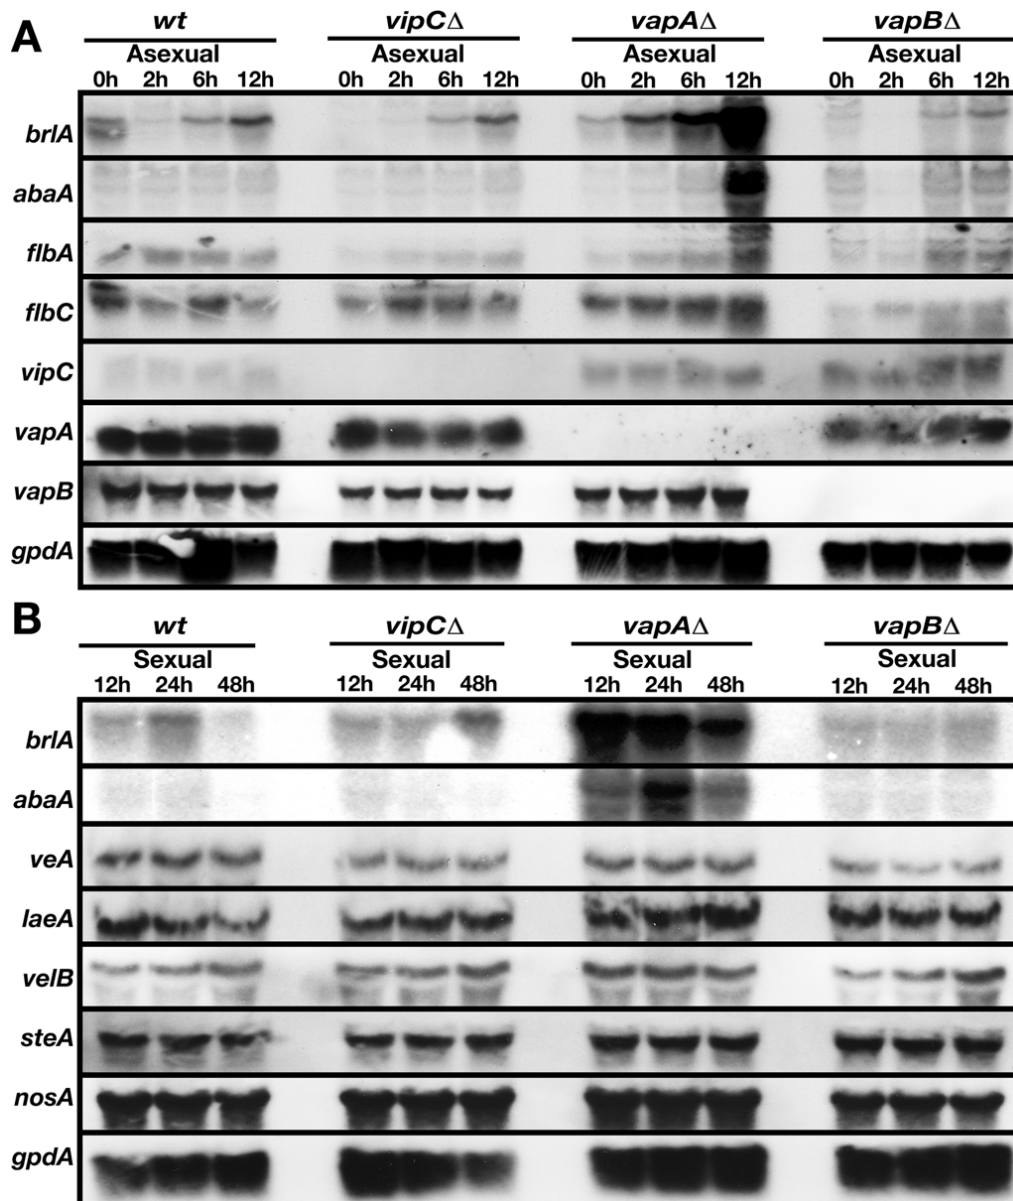 A
wt vipCΔ vapAΔ vapBΔ
Asexual Asexual Asexual Asexual
0h 2h 6h 12h 0h 2h 6h 12h 0h 2h 6h 12h 0h 2h 6h 12h
brlA
abaA
flbA
flbC
vipC
vapA
vapB
gpdA
B
wt vipCΔ vapAΔ vapBΔ
Sexual Sexual Sexual Sexual
12h 24h 48h 12h 24h 48h 12h 24h 48h 12h 24h 48h
brlA
abaA
veA
laeA
velB
steA
nosA
gpdA